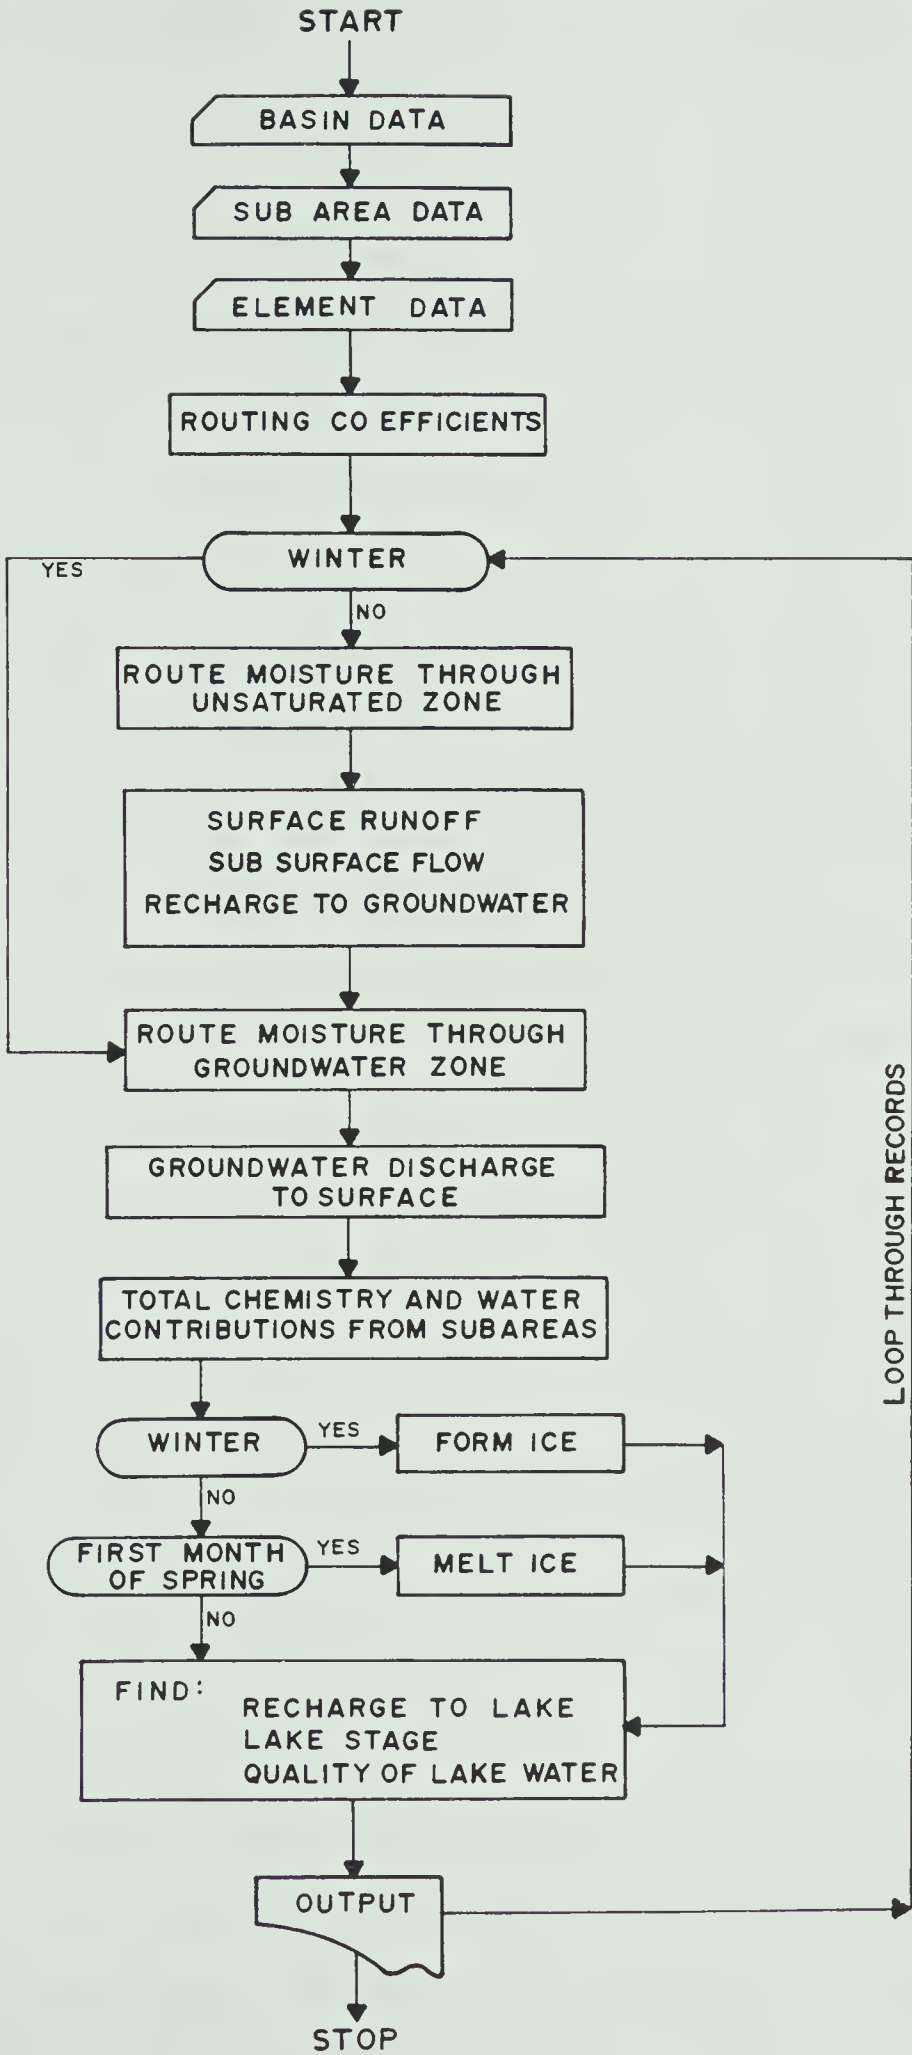 START
BASIN DATA
SUB AREA DATA
ELEMENT DATA
ROUTING CO EFFICIENTS
WINTER
YES
NO
ROUTE MOISTURE THROUGH
UNSATURATED ZONE
SURFACE RUNOFF
SUB SURFACE FLOW
RECHARGE TO GROUNDWATER
ROUTE MOISTURE THROUGH
GROUNDWATER ZONE
LOOP THROUGH RECORDS
GROUNDWATER DISCHARGE
TO SURFACE
TOTAL CHEMISTRY AND WATER
CONTRIBUTIONS FROM SUBAREAS
WINTER
YES
FORM ICE
NO
FIRST MONTH
OF SPRING
YES
MELT ICE
NO
FIND:
RECHARGE TO LAKE
LAKE STAGE
QUALITY OF LAKE WATER
OUTPUT
STOP